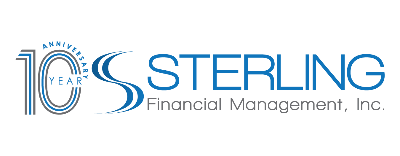 ANNIVERSARY
10 YEAR
STERLING
Financial Management, Inc.